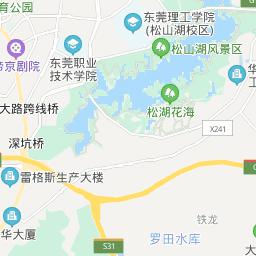 育公园
东莞理工学院
(松山湖校区)
松山湖风景区
帝京剧院
东莞职业
技术学院
华
工
松湖花海
大路跨线桥
X241
深坑桥
雷格斯生产大楼
铁龙
华大厦
罗田水库
S31
G
大